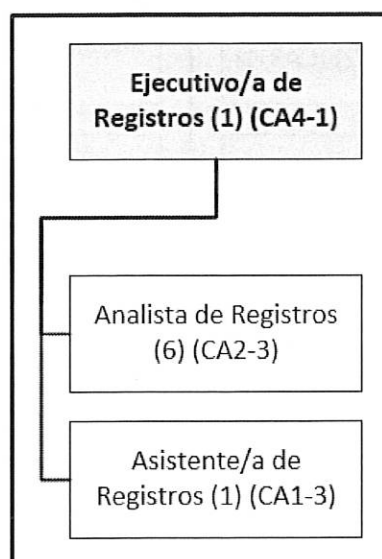 Ejecutivo/a de
Registros (1) (CA4-1)
Analista de Registros
(6) (CA2-3)
Asistente/a de
Registros (1) (CA1-3)